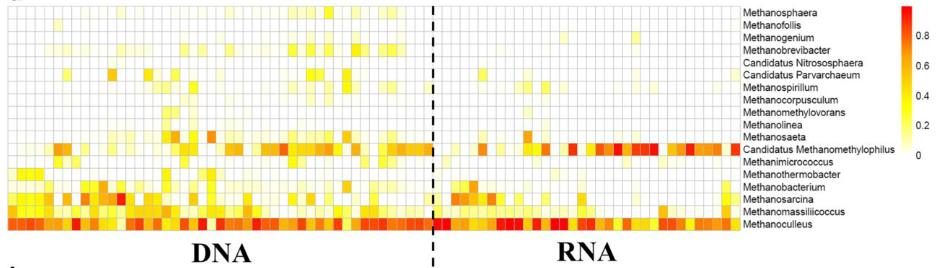 Methanosphaera
Methanofollis
Methanogenium
Methanobrevibacter
Candidatus Nitrososphaera
Candidatus Parvarchaeum
Methanospirillum
Methanocorpusculum
Methanomethylovorans
Methanolinea
Methanosaeta
Candidatus Methanomethylophilus
Methanimicrococcus
Methanothermobacter
Methanobacterium
Methanosarcina
Methanomassiliicoccus
Methanoculleus
0.8
0.6
0.4
0.2
0
DNA
RNA